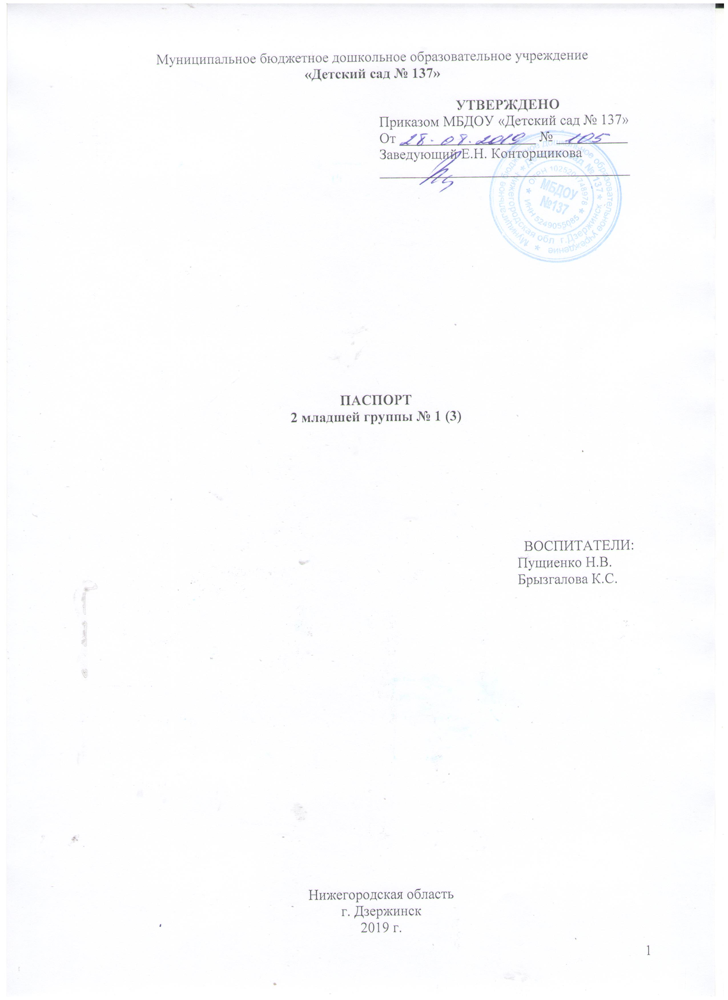 Муниципальное бюджетное дошкольное образовательное учреждение
«Детский сад № 137»
УТВЕРЖДЕНО
Приказом МБДОУ «Детский сад № 137»
От 28.08.2019 № 105
Заведующий Е.Н. Конторщикова
* Муниципальное бюджетное дошкольное образовательное учреждение
* Детский сад № 137 * Нижегородская обл г.Дзержинск
* ОГРН 1025201748978 * ИНН 5249055085
МБДОУ
№137
ПАСПОРТ
2 младшей группы № 1 (3)
ВОСПИТАТЕЛИ:
Пущиенко Н.В.
Брызгалова К.С.
Нижегородская область
г. Дзержинск
2019 г.
1